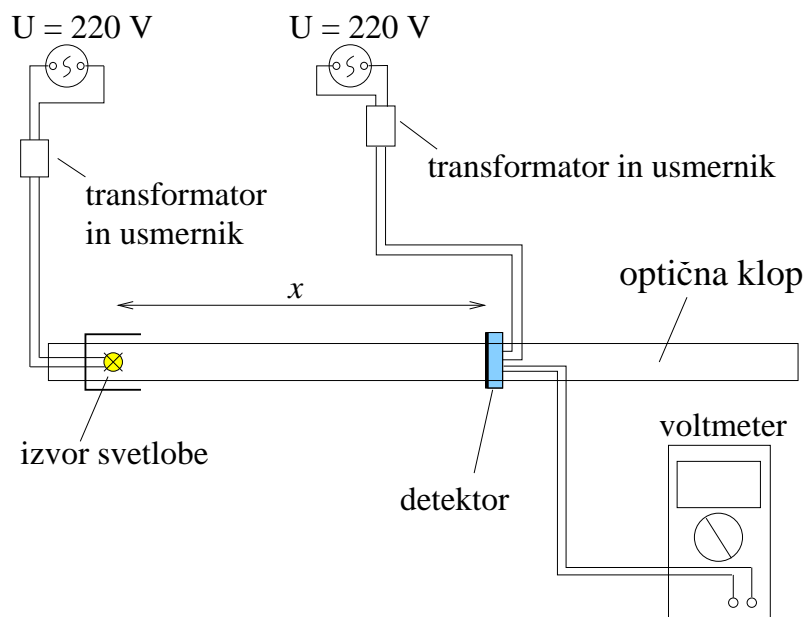 U = 220 V
U = 220 V
transformator
in usmernik
transformator in usmernik
optična klop
x
izvor svetlobe
detektor
voltmeter